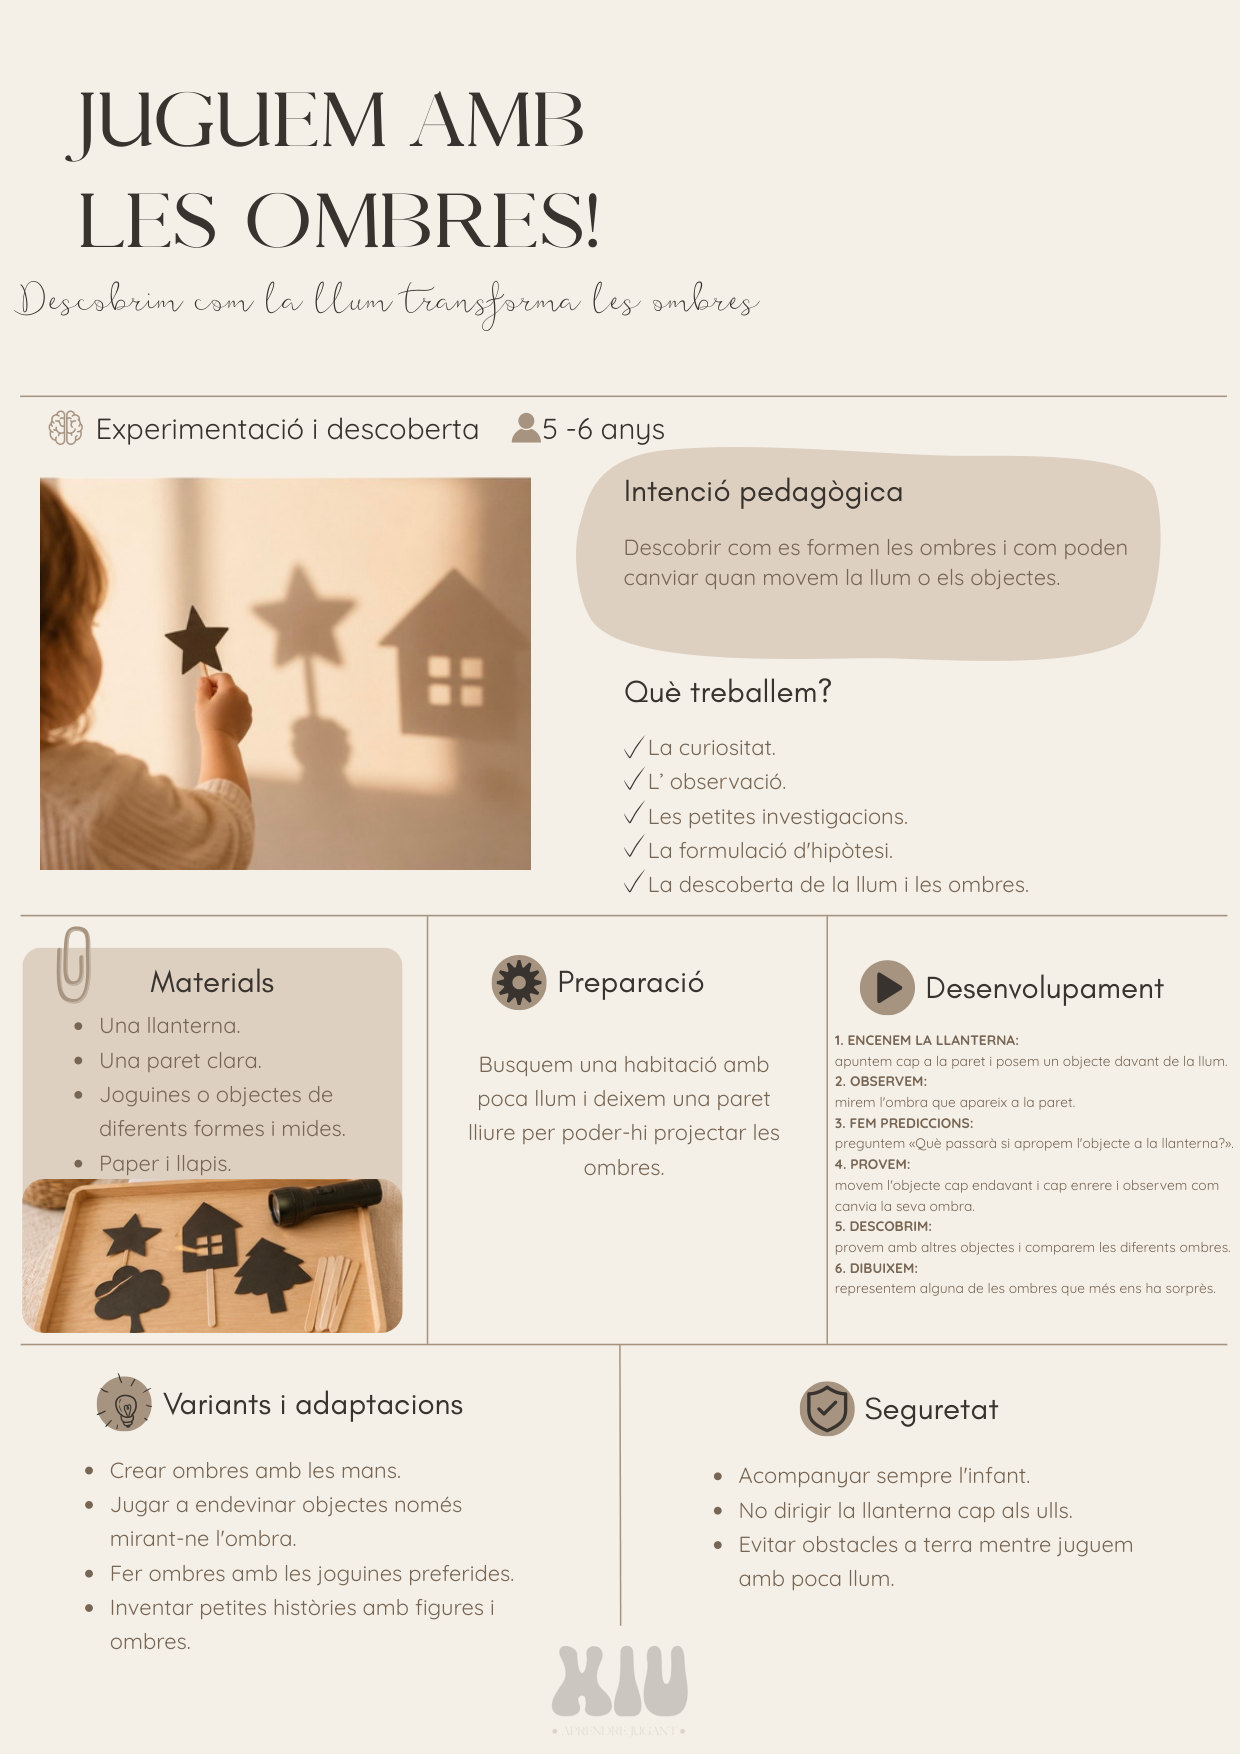 JUGUEM AMB
LES OMBRES!
Descobrim com la llum transforma les ombres
Experimentació i descoberta
5 -6 anys
Intenció pedagògica
Descobrir com es formen les ombres i com poden
canviar quan movem la llum o els objectes.
Què treballem?
La curiositat.
L’ observació.
Les petites investigacions.
La formulació d'hipòtesi.
La descoberta de la llum i les ombres.
Materials
Una llanterna.
Una paret clara.
Joguines o objectes de
diferents formes i mides.
Paper i llapis.
Preparació
Busquem una habitació amb
poca llum i deixem una paret
lliure per poder-hi projectar les
ombres.
Desenvolupament
1. ENCENEM LA LLANTERNA:
apuntem cap a la paret i posem un objecte davant de la llum.
2. OBSERVEM:
mirem l'ombra que apareix a la paret.
3. FEM PREDICCIONS:
preguntem «Què passarà si apropem l'objecte a la llanterna?».
4. PROVEM:
movem l'objecte cap endavant i cap enrere i observem com
canvia la seva ombra.
5. DESCOBRIM:
provem amb altres objectes i comparem les diferents ombres.
6. DIBUIXEM:
representem alguna de les ombres que més ens ha sorprès.
Variants i adaptacions
Crear ombres amb les mans.
Jugar a endevinar objectes només
mirant-ne l'ombra.
Fer ombres amb les joguines preferides.
Inventar petites històries amb figures i
ombres.
Seguretat
Acompanyar sempre l'infant.
No dirigir la llanterna cap als ulls.
Evitar obstacles a terra mentre juguem
amb poca llum.
XIU
• APRENDRE JUGANT •